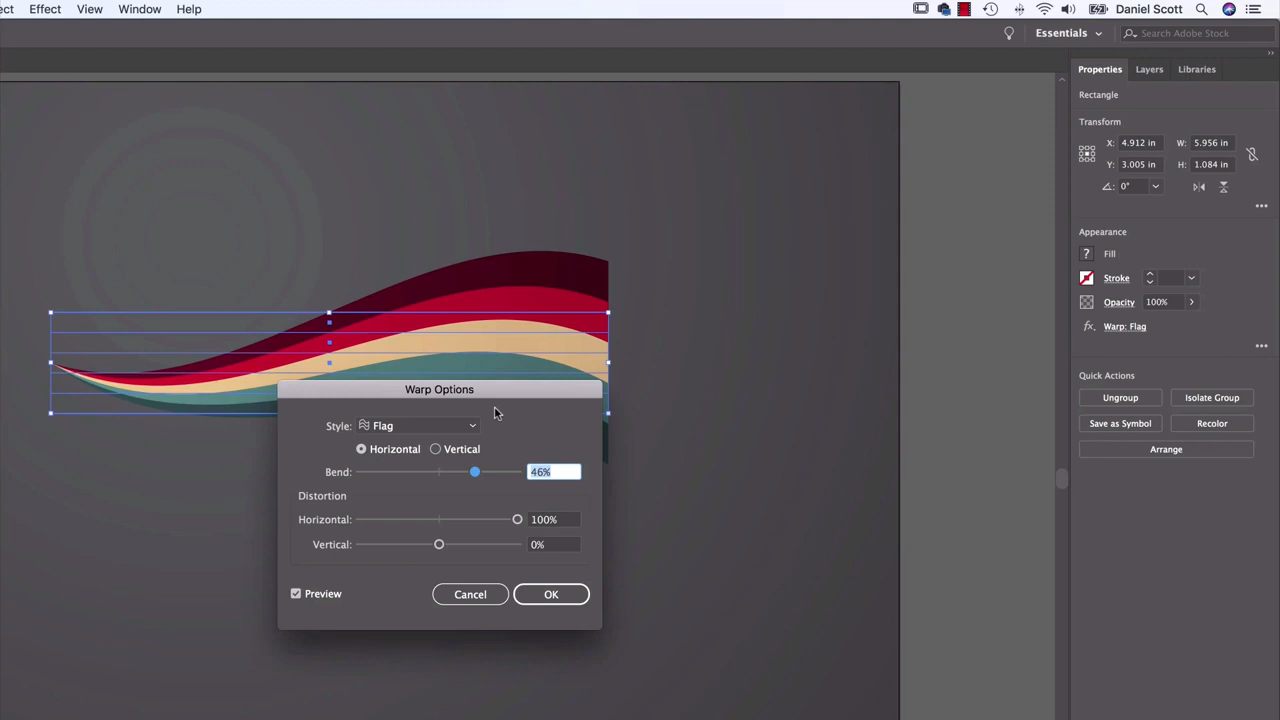 ect Effect View Window Help Daniel Scott
Essentials Search Adobe Stock
Properties Layers Libraries
Rectangle
Transform
X: 4.912 in W: 5.956 in
Y: 3.005 in H: 1.084 in
0°
Appearance
? Fill
Stroke
Opacity 100%
fx. Warp: Flag
Quick Actions
Ungroup Isolate Group
Save as Symbol Recolor
Arrange
Warp Options
Style: Flag
Horizontal Vertical
Bend: 46%
Distortion
Horizontal: 100%
Vertical: 0%
Preview Cancel OK